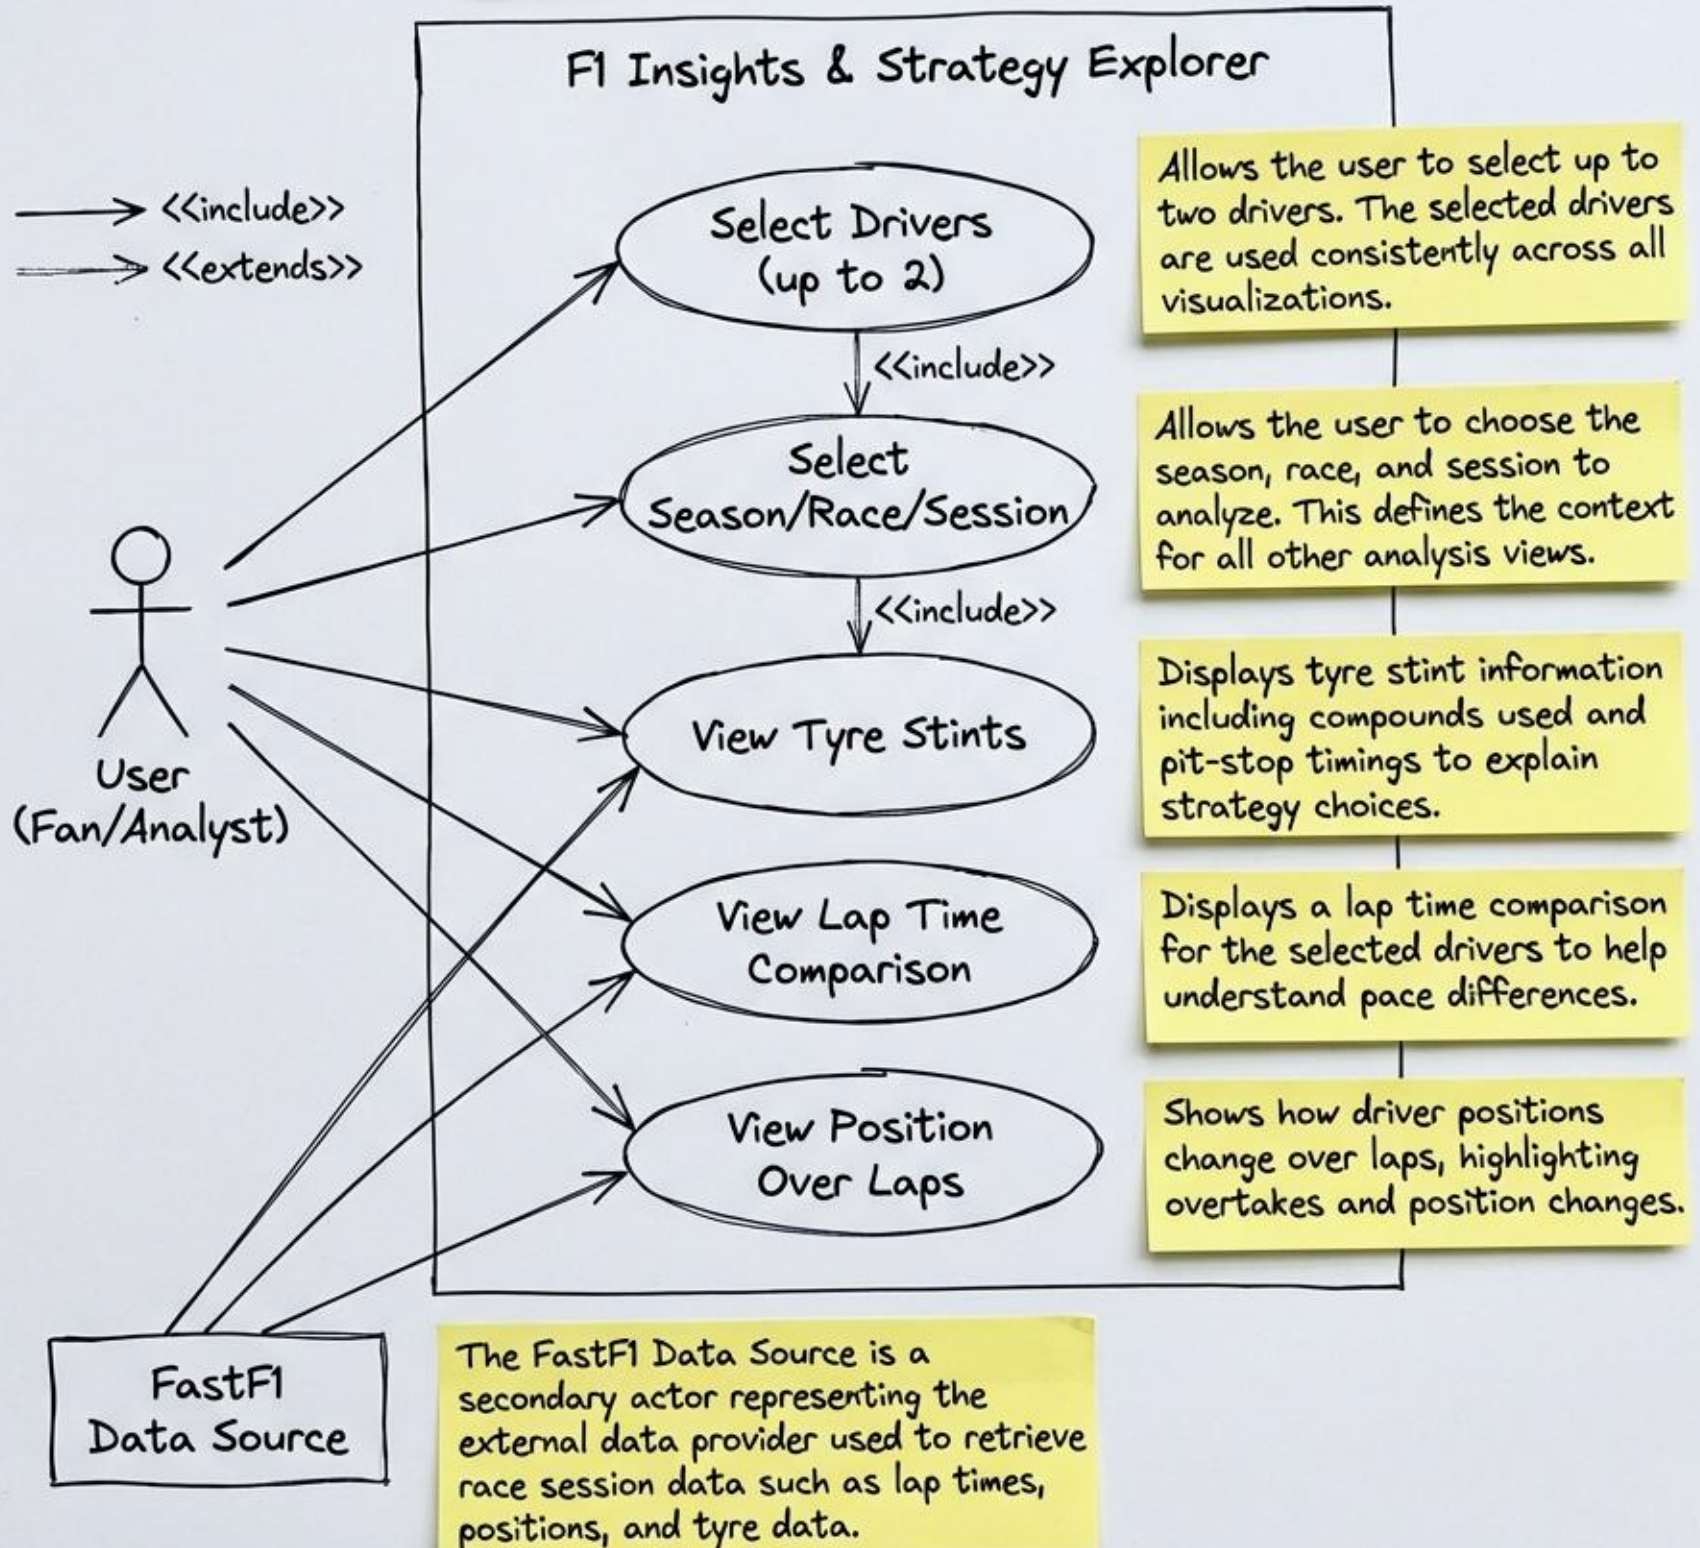 F1 Insights & Strategy Explorer
<<include>>
<<extends>>
Select Drivers
(up to 2)
<<include>>
Select
Season/Race/Session
<<include>>
View Tyre Stints
View Lap Time
Comparison
View Position
Over Laps
User
(Fan/Analyst)
FastF1
Data Source
Allows the user to select up to
two drivers. The selected drivers
are used consistently across all
visualizations.
Allows the user to choose the
season, race, and session to
analyze. This defines the context
for all other analysis views.
Displays tyre stint information
including compounds used and
pit-stop timings to explain
strategy choices.
Displays a lap time comparison
for the selected drivers to help
understand pace differences.
Shows how driver positions
change over laps, highlighting
overtakes and position changes.
The FastF1 Data Source is a
secondary actor representing the
external data provider used to retrieve
race session data such as lap times,
positions, and tyre data.